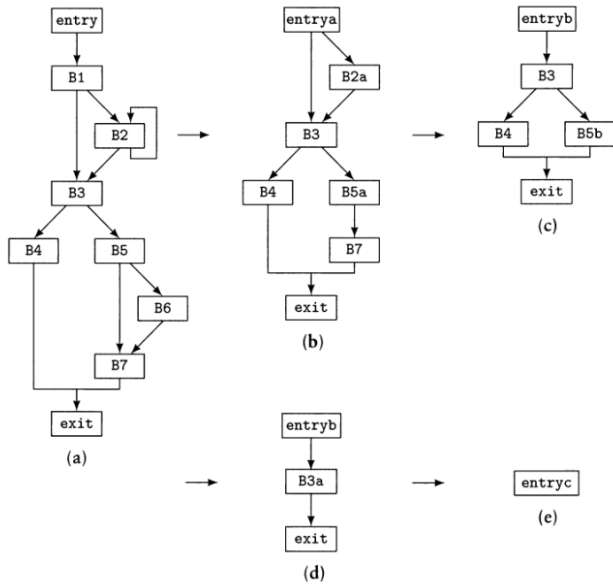 entry
B1
B2
B3
B4
B5
B6
B7
exit
(a)
entrya
B2a
B3
B4
B5a
B7
exit
(b)
entryb
B3
B4
B5b
exit
(c)
entryb
B3a
exit
(d)
entryc
(e)